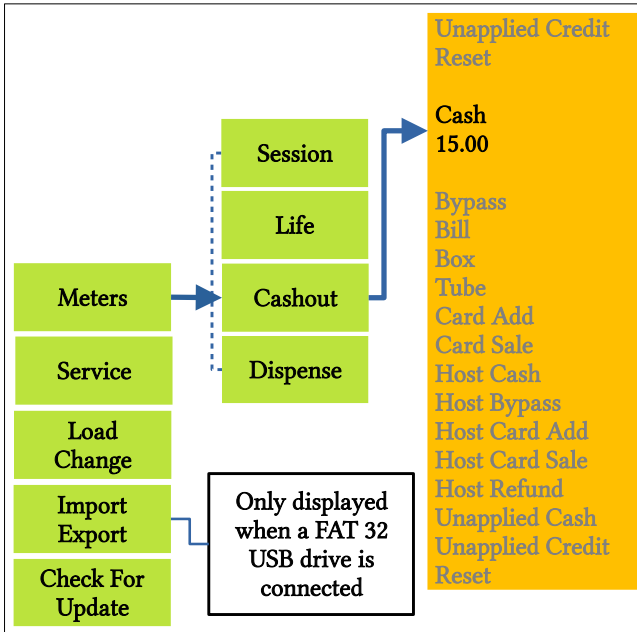 Meters
Service
Load
Change
Import
Export
Check For
Update
Session
Life
Cashout
Dispense
Only displayed
when a FAT 32
USB drive is
connected
Unapplied Credit
Reset
Cash
15.00
Bypass
Bill
Box
Tube
Card Add
Card Sale
Host Cash
Host Bypass
Host Card Add
Host Card Sale
Host Refund
Unapplied Cash
Unapplied Credit
Reset